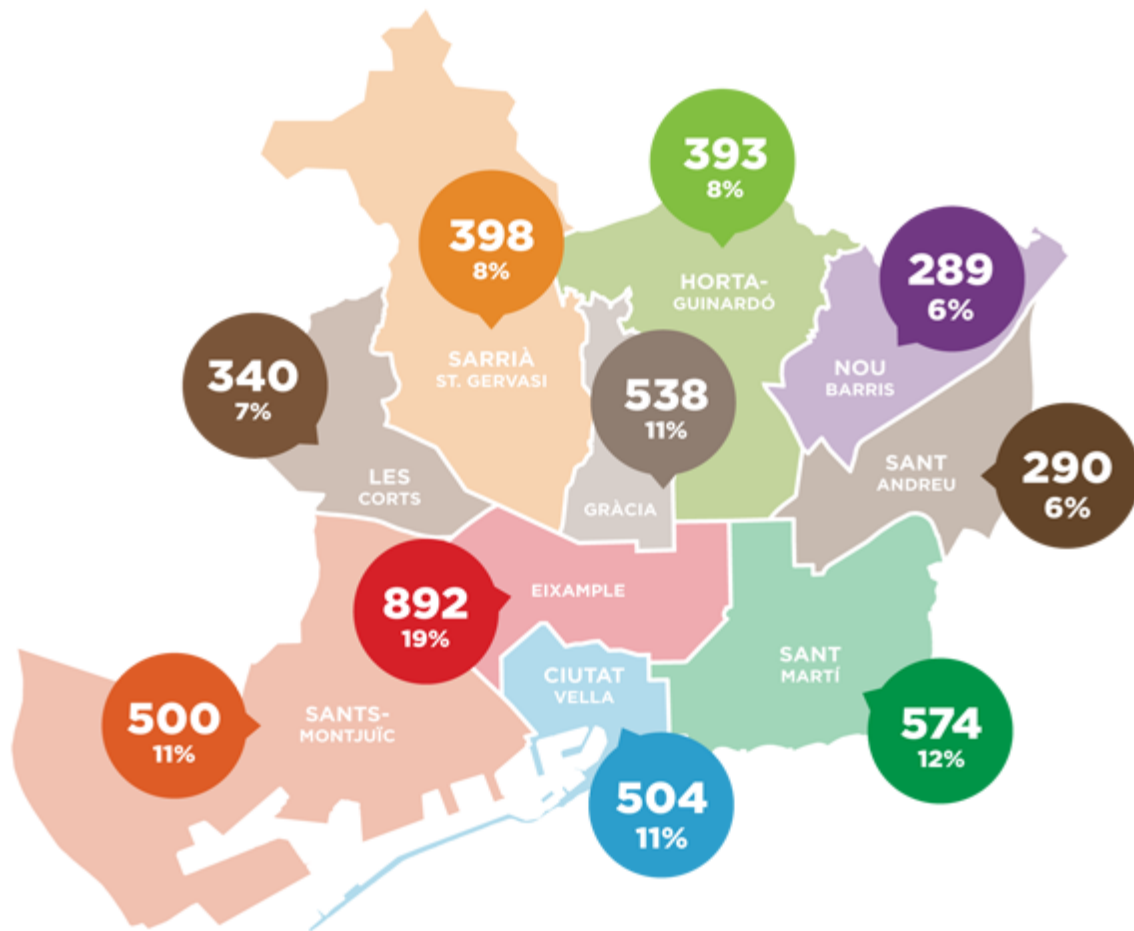 393
8%
398
8%
289
6%
HORTA-
GUINARDÓ
SARRIÀ
ST. GERVASI
NOU
BARRIS
340
7%
538
11%
LES
CORTS
GRÀCIA
SANT
ANDREU
290
6%
892
19%
EIXAMPLE
CIUTAT
VELLA
SANT
MARTÍ
500
11%
SANTS-
MONTJUÏC
574
12%
504
11%